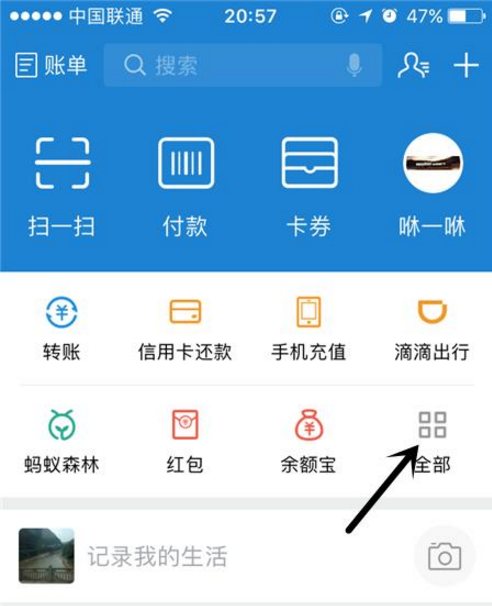 中国联通 20:57 47%
账单 搜索
扫一扫 付款 卡券 咻一咻
转账 信用卡还款 手机充值 滴滴出行
蚂蚁森林 红包 余额宝 全部
记录我的生活